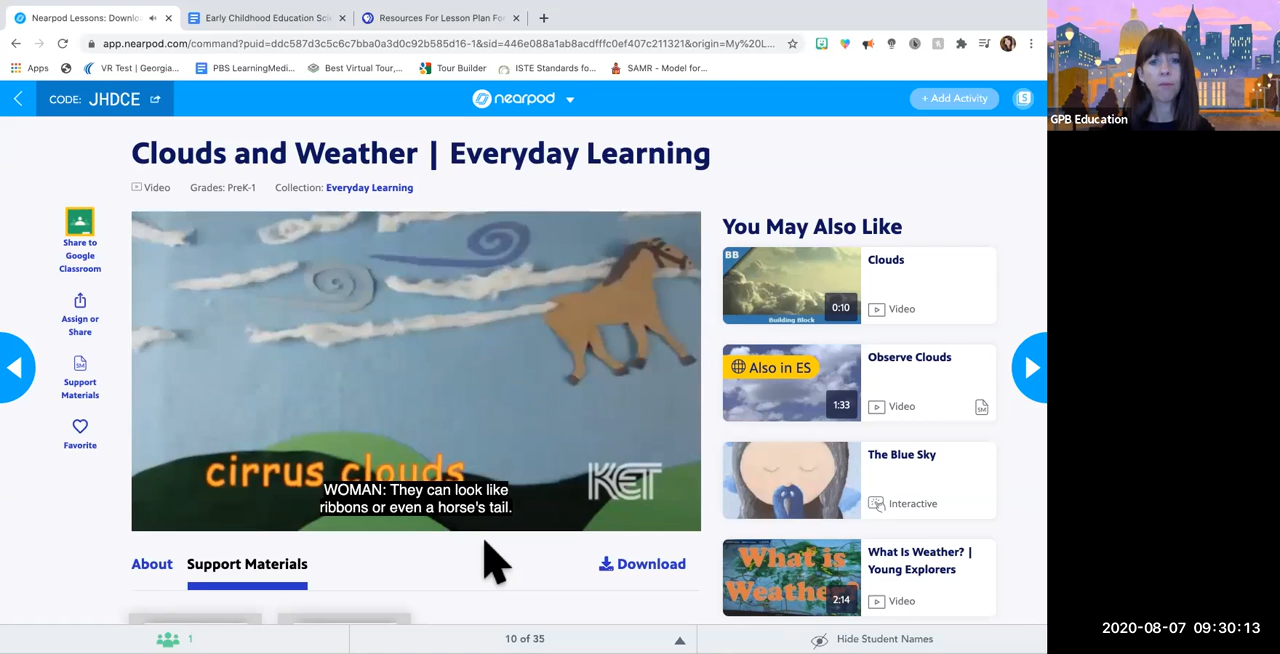 Nearpod Lessons: Downlo
Early Childhood Education Sci
Resources For Lesson Plan Fo
app.nearpod.com/command?puid=ddc587d3c5c6c7bba0a3d0c92b585d16-1&sid=446e088a1ab8acdfffc0ef407c211321&origin=My%20L...
Apps
VR Test | Georgia...
PBS LearningMedi...
Best Virtual Tour,...
Tour Builder
ISTE Standards fo...
SAMR - Model for...
CODE: JHDCE
nearpod
+ Add Activity
S
GPB Education
Clouds and Weather | Everyday Learning
Video
Grades: PreK-1
Collection: Everyday Learning
Share to
Google
Classroom
Assign or
Share
SM
Support
Materials
Favorite
cirrus clouds
KET
WOMAN: They can look like
ribbons or even a horse's tail.
You May Also Like
BB
0:10
Building Block
Clouds
Video
Also in ES
1:33
Observe Clouds
Video
SM
The Blue Sky
Interactive
What is
Weather?
2:14
What Is Weather? |
Young Explorers
Video
About
Support Materials
Download
1
10 of 35
Hide Student Names
2020-08-07 09:30:13